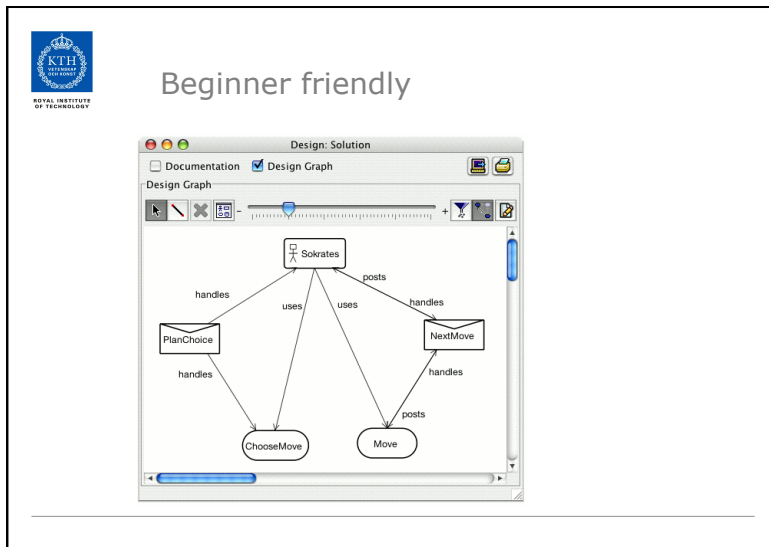 KTH
VETENSKAP
OCH KONST
ROYAL INSTITUTE
OF TECHNOLOGY
Beginner friendly
Design: Solution
Documentation
Design Graph
Design Graph
-
+
Sokrates
posts
handles
handles
uses
uses
PlanChoice
NextMove
handles
handles
posts
ChooseMove
Move